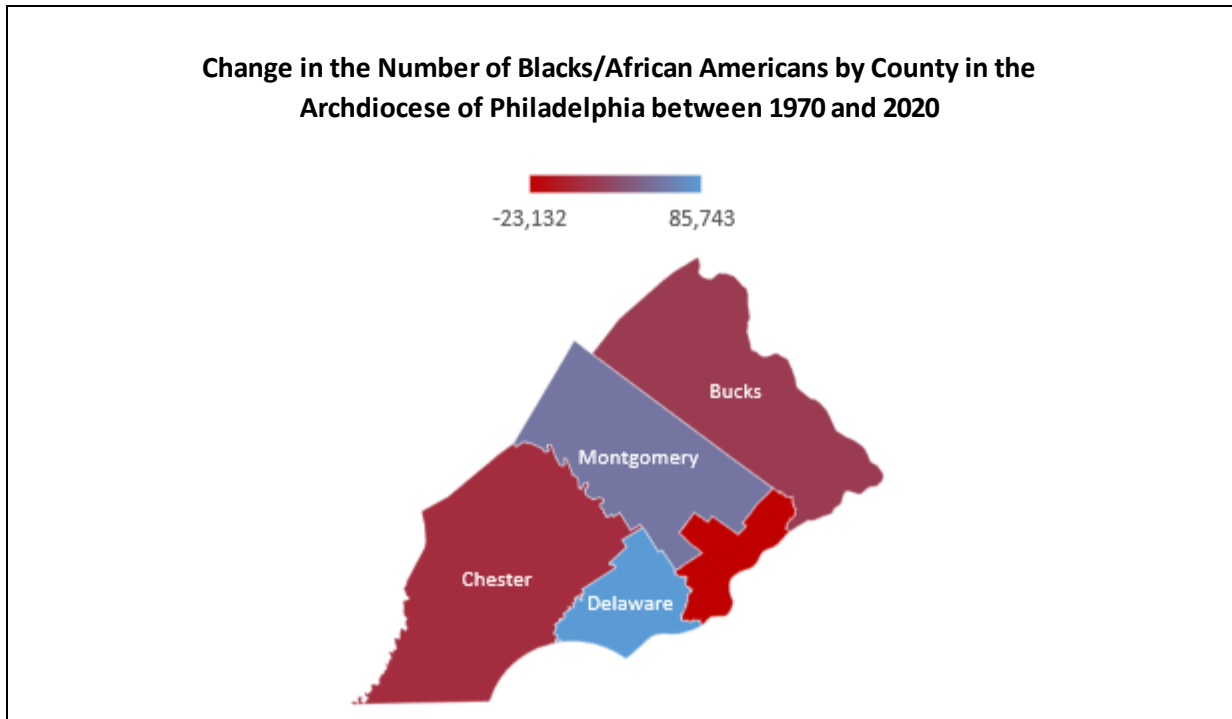 Change in the Number of Blacks/African Americans by County in the
Archdiocese of Philadelphia between 1970 and 2020
-23,132 85,743
Bucks
Montgomery
Chester
Delaware